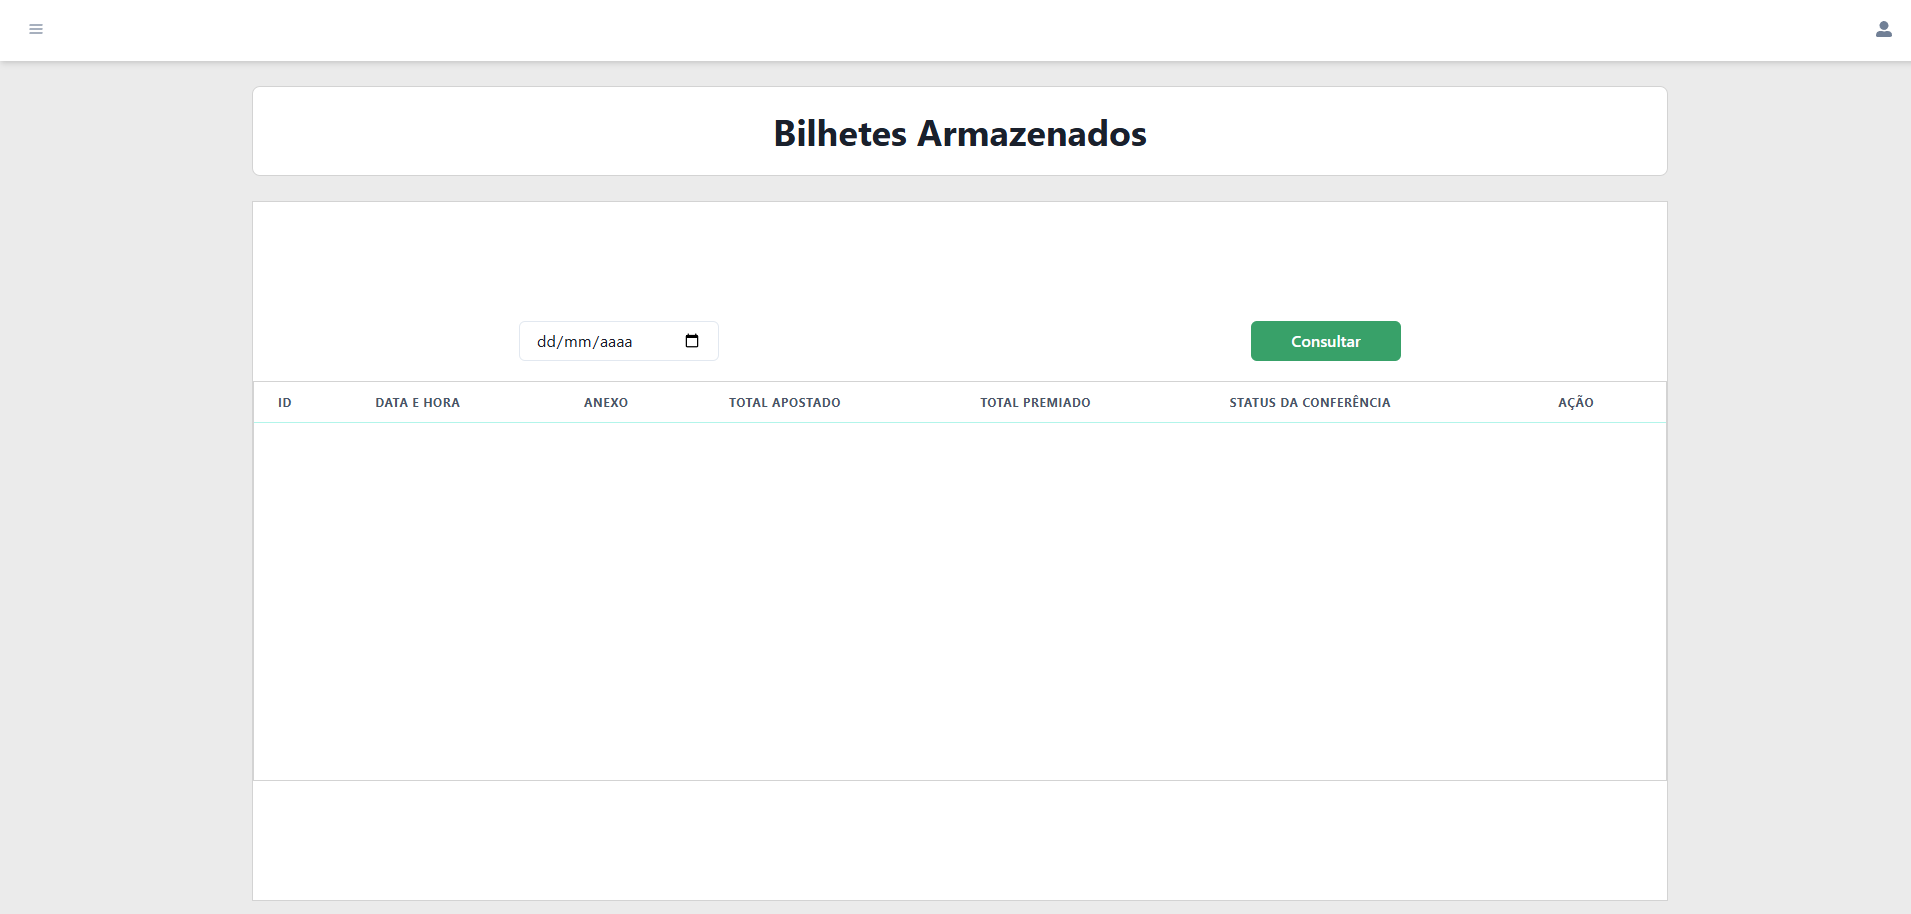 Bilhetes Armazenados
dd/mm/aaaa
Consultar
ID DATA E HORA ANEXO TOTAL APOSTADO TOTAL PREMIADO STATUS DA CONFERÊNCIA AÇÃO